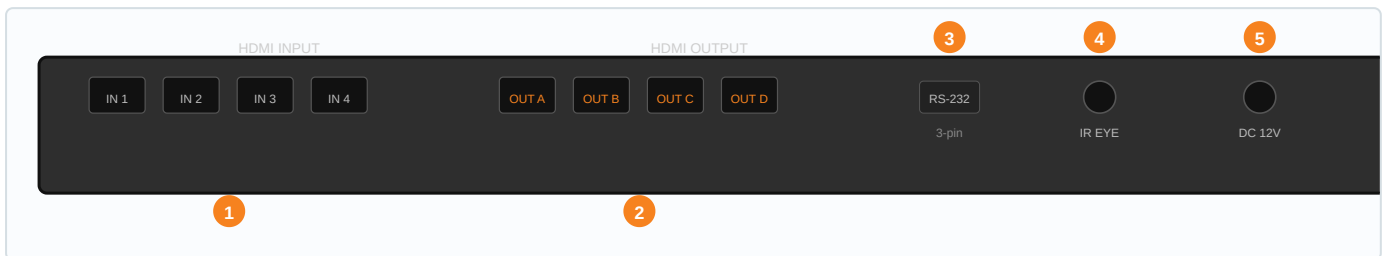 HDMI INPUT
HDMI OUTPUT
3
4
5
IN 1
IN 2
IN 3
IN 4
OUT A
OUT B
OUT C
OUT D
RS-232
3-pin
IR EYE
DC 12V
1
2